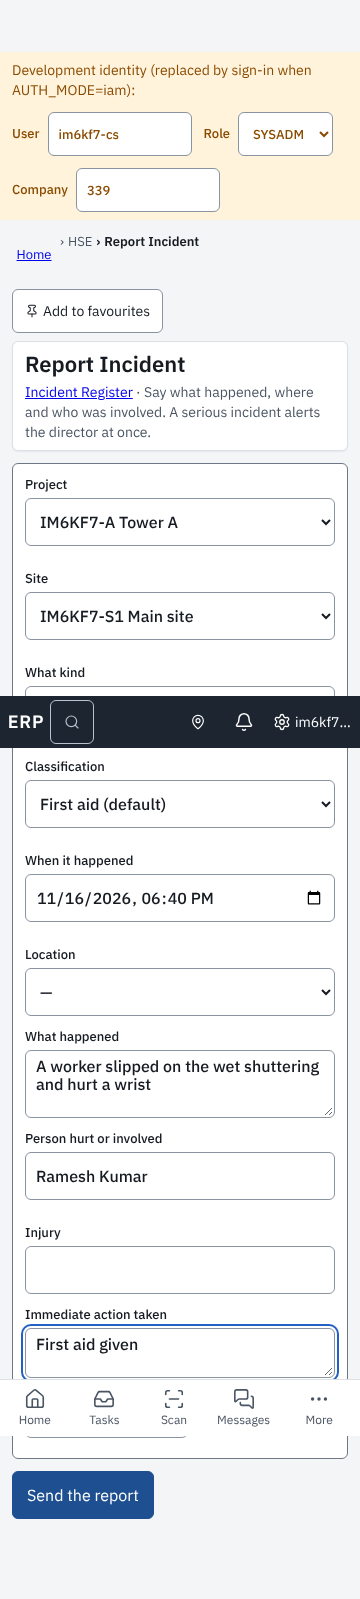 Development identity (replaced by sign-in when
AUTH_MODE=iam):
User im6kf7-cs Role SYSADM
Company 339
Home › HSE › Report Incident
Add to favourites
Report Incident
Incident Register · Say what happened, where
and who was involved. A serious incident alerts
the director at once.
Project
IM6KF7-A Tower A
Site
IM6KF7-S1 Main site
What kind
ERP im6kf7...
Classification
First aid (default)
When it happened
11/16/2026, 06:40 PM
Location
—
What happened
A worker slipped on the wet shuttering
and hurt a wrist
Person hurt or involved
Ramesh Kumar
Injury
Immediate action taken
First aid given
Home Tasks Scan Messages More
Send the report